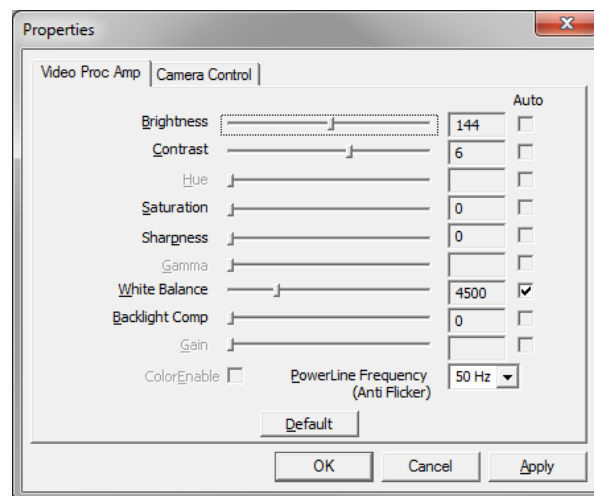 Properties
Video Proc Amp Camera Control
Auto
Brightness 144
Contrast 6
Hue
Saturation 0
Sharpness 0
Gamma
White Balance 4500
Backlight Comp 0
Gain
ColorEnable PowerLine Frequency 50 Hz
(Anti Flicker)
Default
OK Cancel Apply